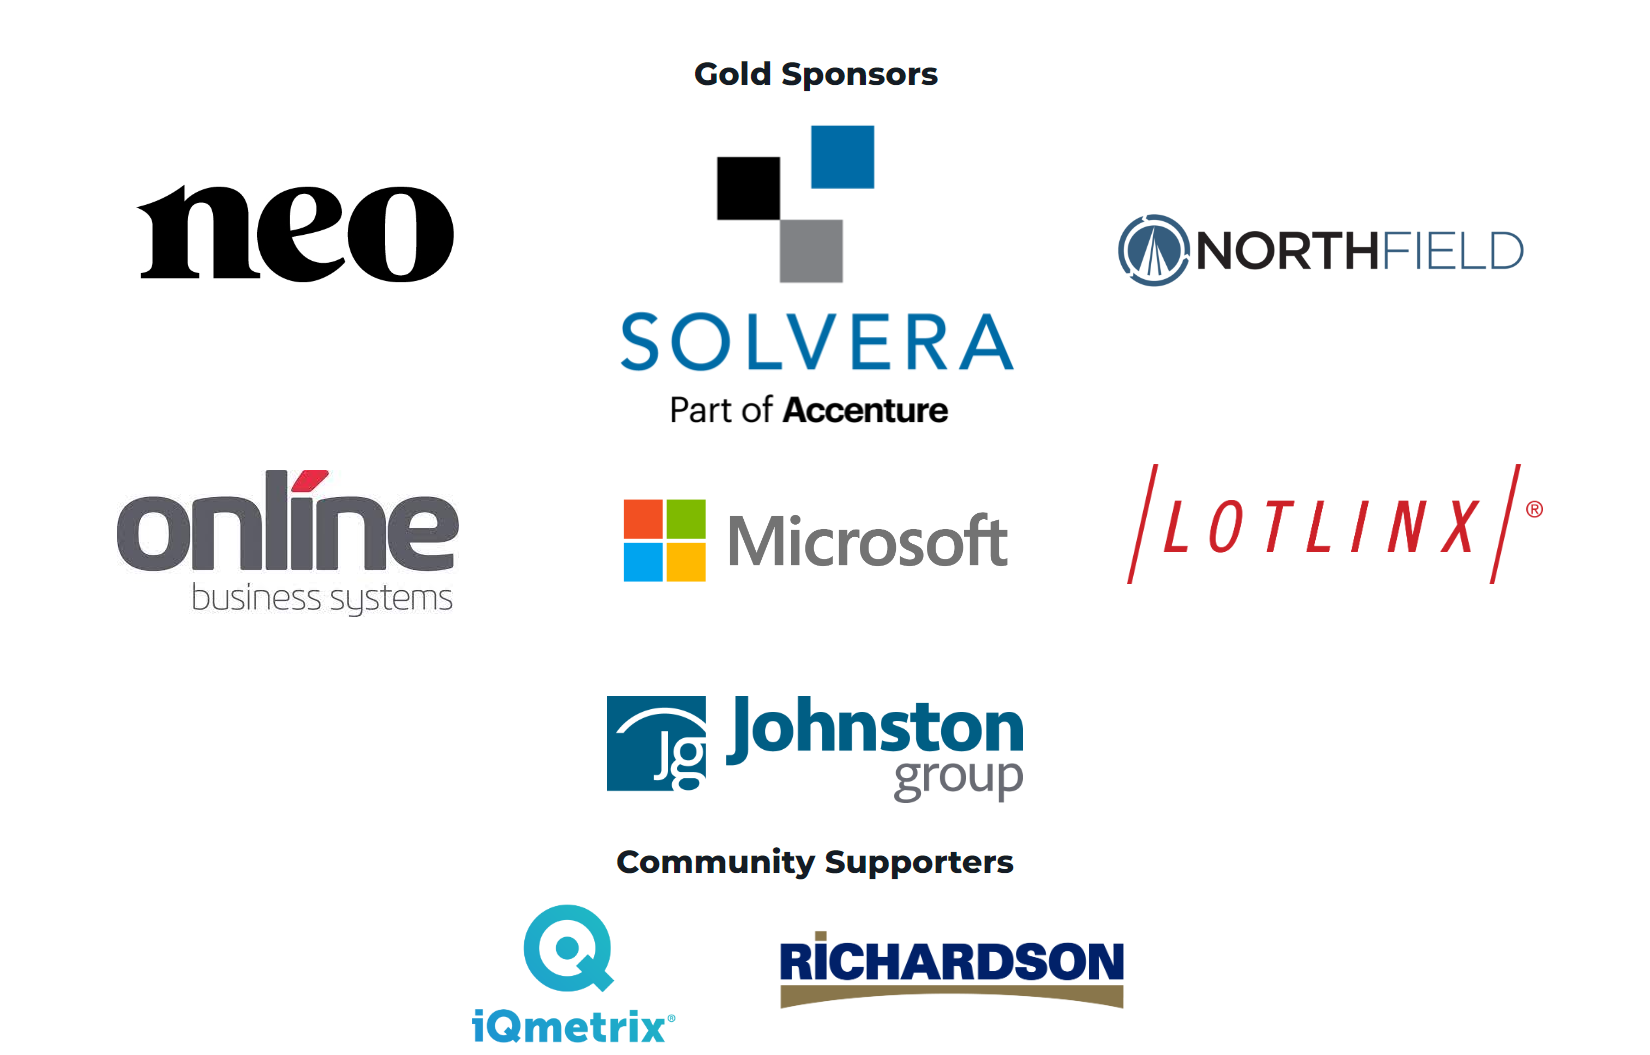 Gold Sponsors
neo
SOLVERA
Part of Accenture
NORTHFIELD
online
business systems
Microsoft
/LOTLINX/®
Jg
Johnston
group
Community Supporters
iQmetrix®
RiCHARDSON